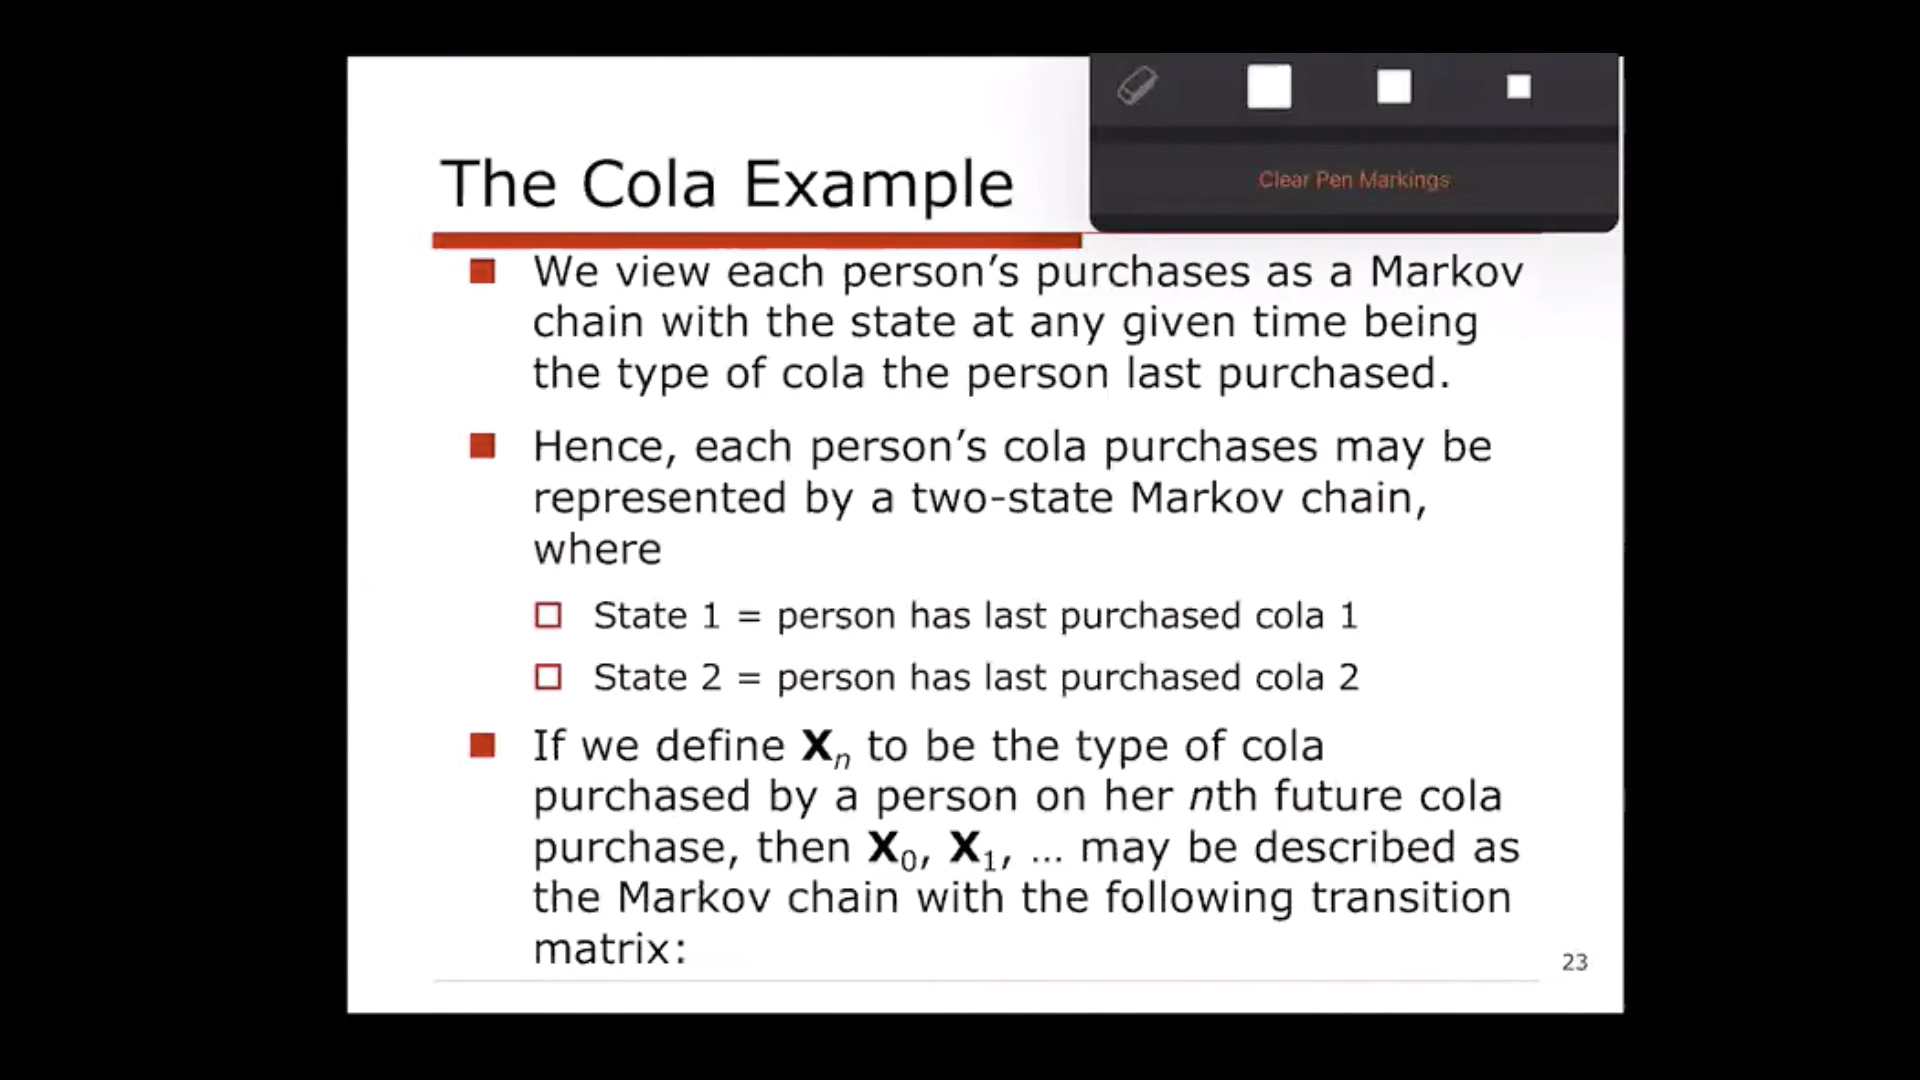 Clear Pen Markings
The Cola Example
We view each person’s purchases as a Markov
chain with the state at any given time being
the type of cola the person last purchased.
Hence, each person’s cola purchases may be
represented by a two-state Markov chain,
where
State 1 = person has last purchased cola 1
State 2 = person has last purchased cola 2
If we define Xn to be the type of cola
purchased by a person on her nth future cola
purchase, then X0, X1, … may be described as
the Markov chain with the following transition
matrix:
23